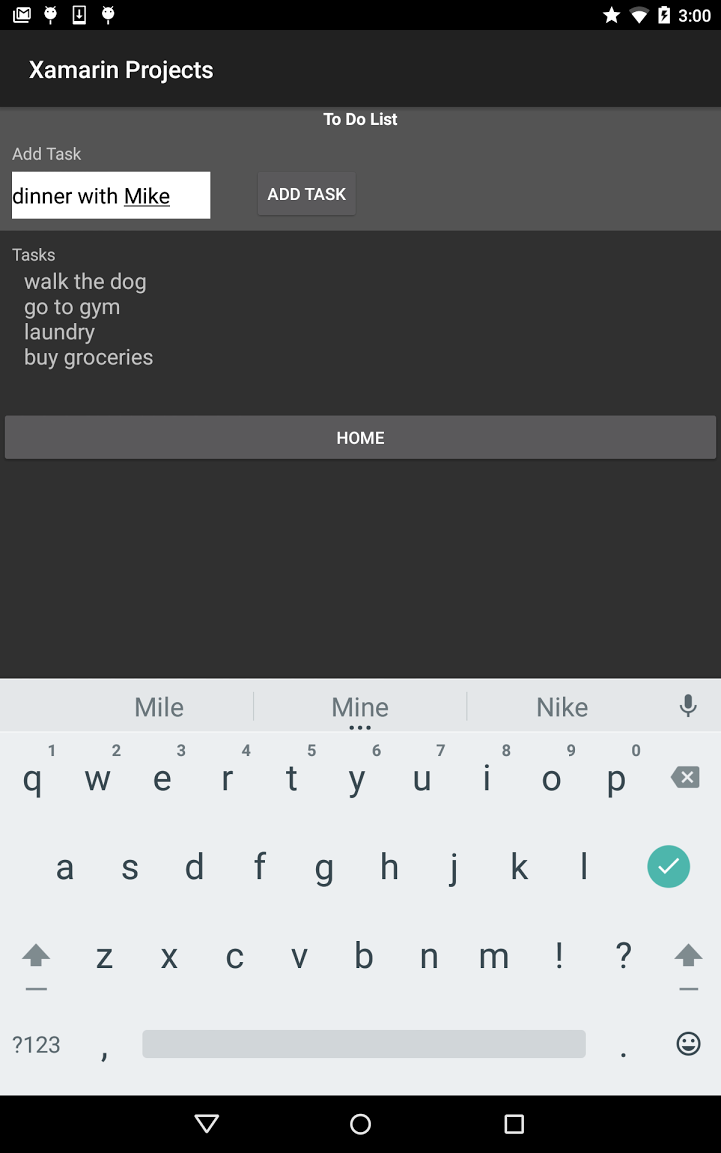 3:00
Xamarin Projects
To Do List
Add Task
dinner with Mike
ADD TASK
Tasks
walk the dog
go to gym
laundry
buy groceries
HOME
Mile Mine Nike
1 2 3 4 5 6 7 8 9 0
q w e r t y u i o p
a s d f g h j k l
z x c v b n m ! ?
?123 , .